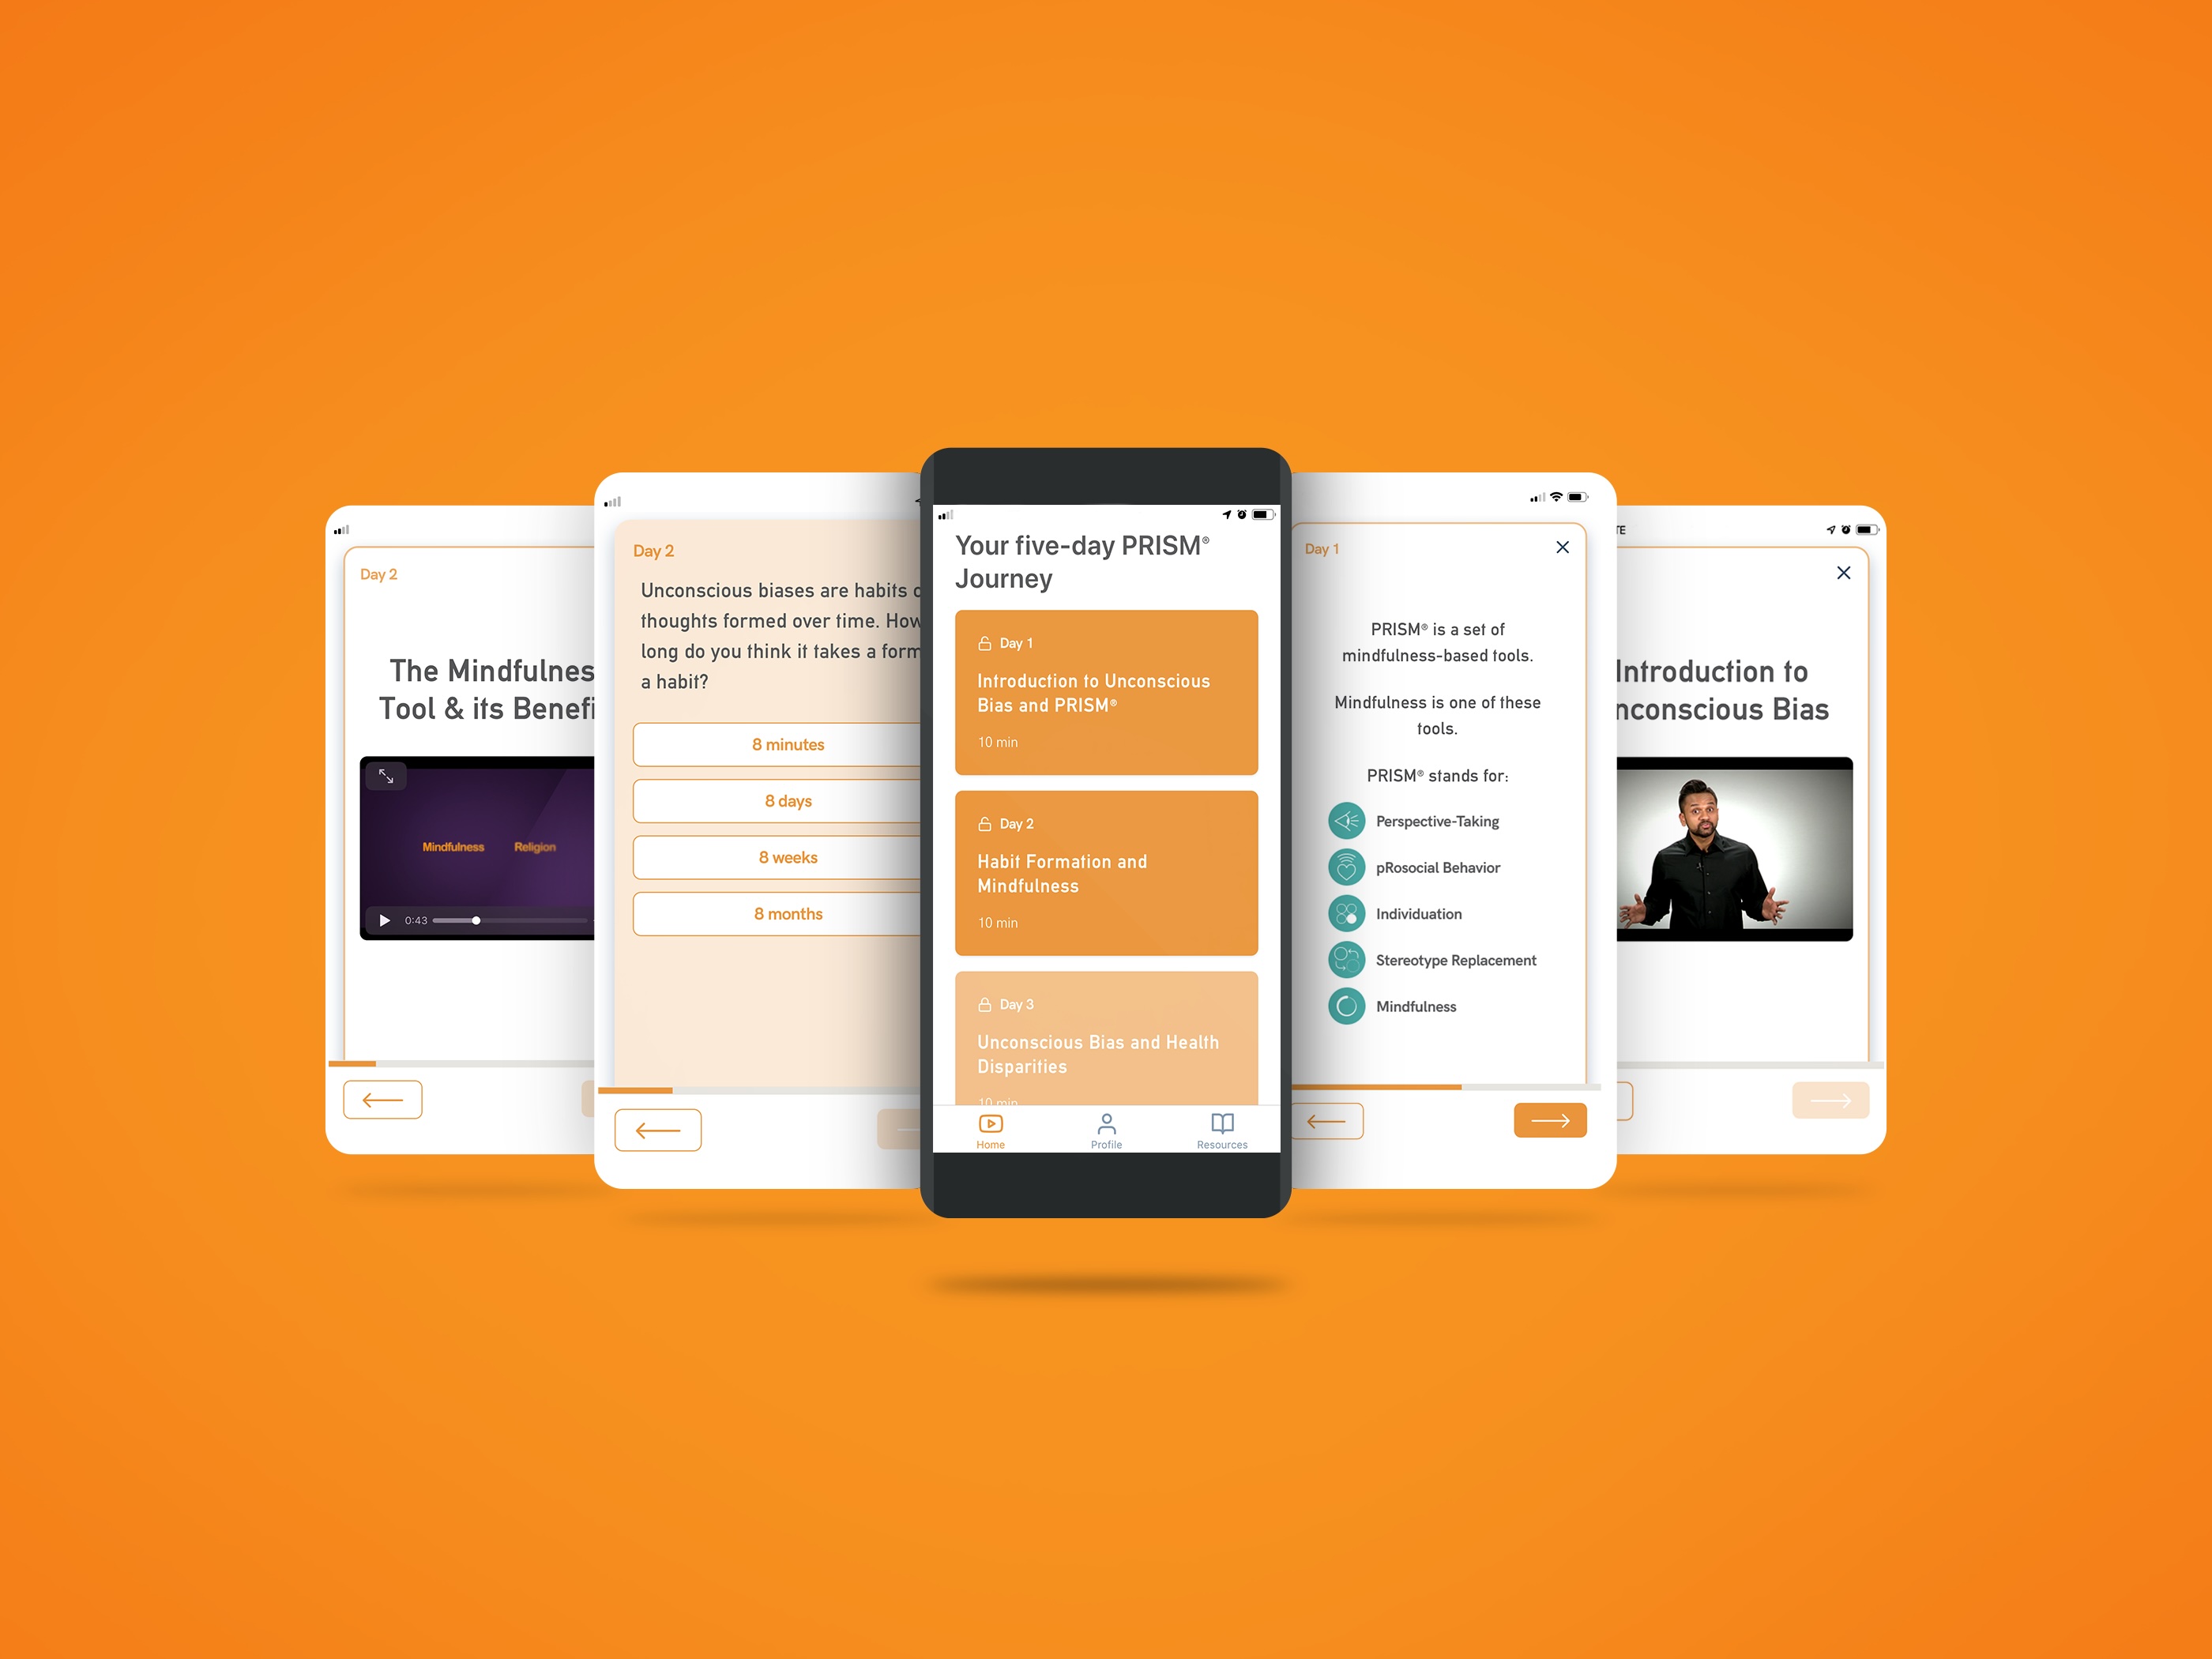 Day 2
The
Tool & its
Mindfulness Religion
0:43
Day 2
Unconscious biases are habits
thoughts formed over time.
long do you think it takes a form
a habit?
8 minutes
8 days
8 weeks
8 months
Your five-day PRISM®
Journey
Day 1
Introduction to Unconscious
Bias and PRISM®
10 min
Day 2
Habit Formation and
Mindfulness
10 min
Day 3
Unconscious Bias and Health
Disparities
10 min
Home Profile Resources
Day 1
PRISM® is a set of
mindfulness-based tools.
Mindfulness is one of these
tools.
PRISM® stands for:
Perspective-Taking
pRosocial Behavior
Individuation
Stereotype Replacement
Mindfulness
Introduction to
Bias